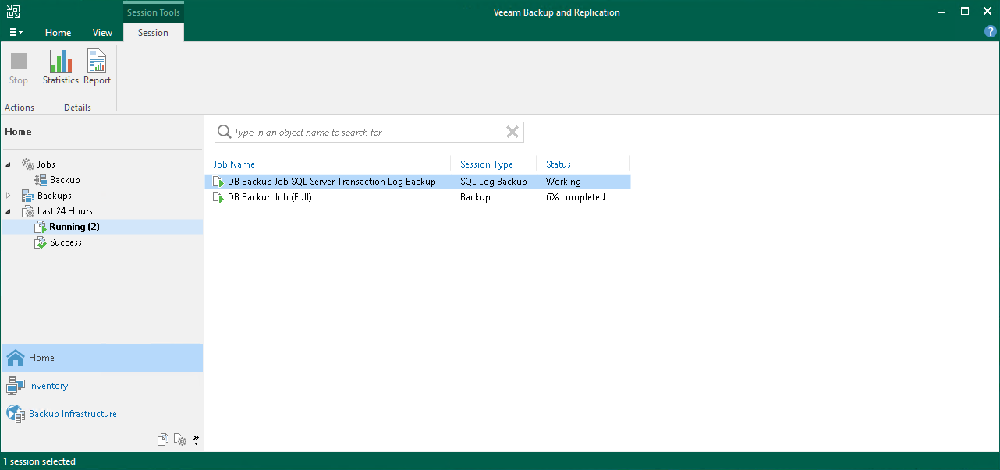 Session Tools
Veeam Backup and Replication
Home View Session
?
Stop Statistics Report
Actions Details
Home
Type in an object name to search for
Jobs
Backup
Backups
Last 24 Hours
Running (2)
Success
Job Name Session Type Status
DB Backup Job SQL Server Transaction Log Backup SQL Log Backup Working
DB Backup Job (Full) Backup 6% completed
Home
Inventory
Backup Infrastructure
1 session selected